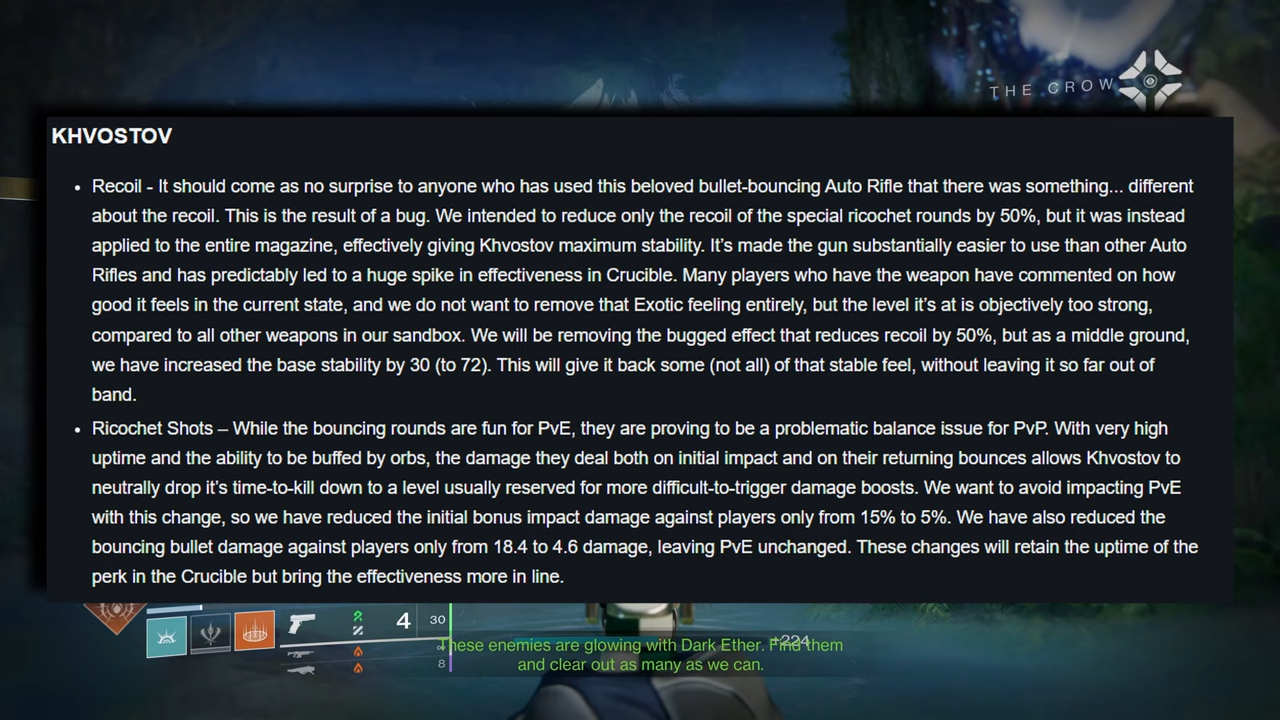 THE CROW
KHVOSTOV
• Recoil - It should come as no surprise to anyone who has used this beloved bullet-bouncing Auto Rifle that there was something... different
about the recoil. This is the result of a bug. We intended to reduce only the recoil of the special ricochet rounds by 50%, but it was instead
applied to the entire magazine, effectively giving Khvostov maximum stability. It’s made the gun substantially easier to use than other Auto
Rifles and has predictably led to a huge spike in effectiveness in Crucible. Many players who have the weapon have commented on how
good it feels in the current state, and we do not want to remove that Exotic feeling entirely, but the level it’s at is objectively too strong,
compared to all other weapons in our sandbox. We will be removing the bugged effect that reduces recoil by 50%, but as a middle ground,
we have increased the base stability by 30 (to 72). This will give it back some (not all) of that stable feel, without leaving it so far out of
band.
• Ricochet Shots – While the bouncing rounds are fun for PvE, they are proving to be a problematic balance issue for PvP. With very high
uptime and the ability to be buffed by orbs, the damage they deal both on initial impact and on their returning bounces allows Khvostov to
neutrally drop it’s time-to-kill down to a level usually reserved for more difficult-to-trigger damage boosts. We want to avoid impacting PvE
with this change, so we have reduced the initial bonus impact damage against players only from 15% to 5%. We have also reduced the
bouncing bullet damage against players only from 18.4 to 4.6 damage, leaving PvE unchanged. These changes will retain the uptime of the
perk in the Crucible but bring the effectiveness more in line.
4 30
∞
8
+224
These enemies are glowing with Dark Ether. Find them
and clear out as many as we can.